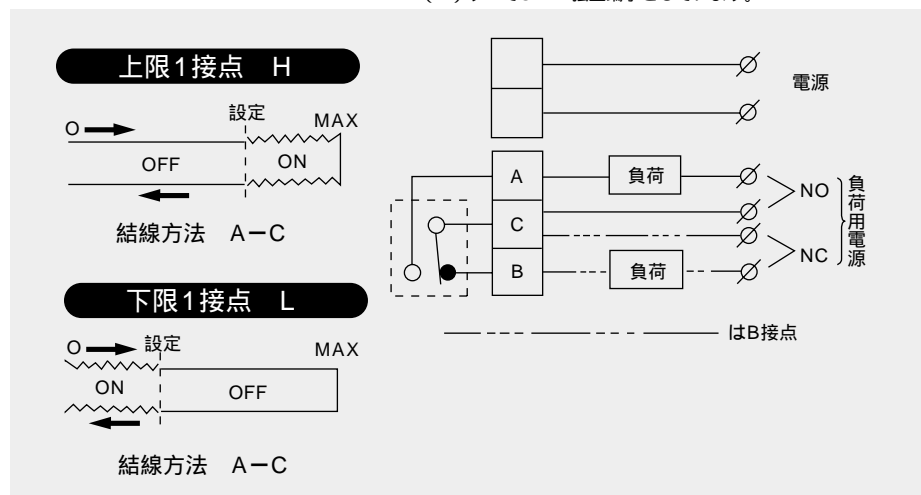 上限1接点 H
設定
MAX
O
OFF
ON
結線方法 A－C
下限1接点 L
O
設定
MAX
ON
OFF
結線方法 A－C
電源
A
負荷
NO
C
NC
B
負荷
負荷用電源
はB接点